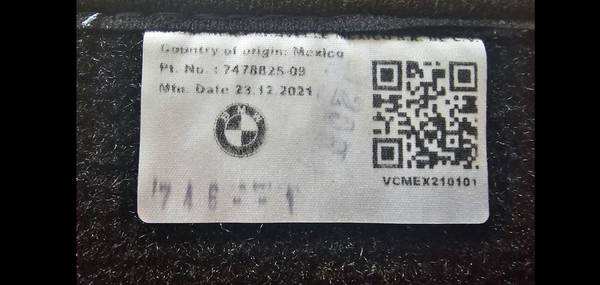 Country of origin: Mexico
Pt. No. : 7478825-09
Mfn. Date 23.12.2021
BMW
VCMEX210101